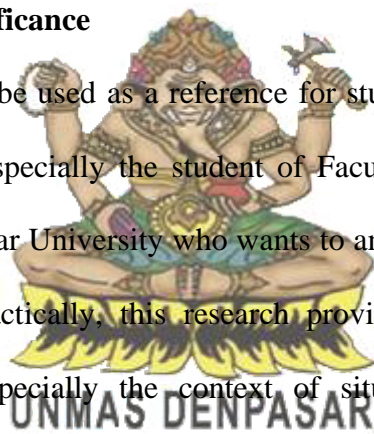 ficance
be used as a reference for stu
specially the student of Facu
ar University who wants to an
ctically, this research provi
pecially the context of situ
UNMAS DENPASAR